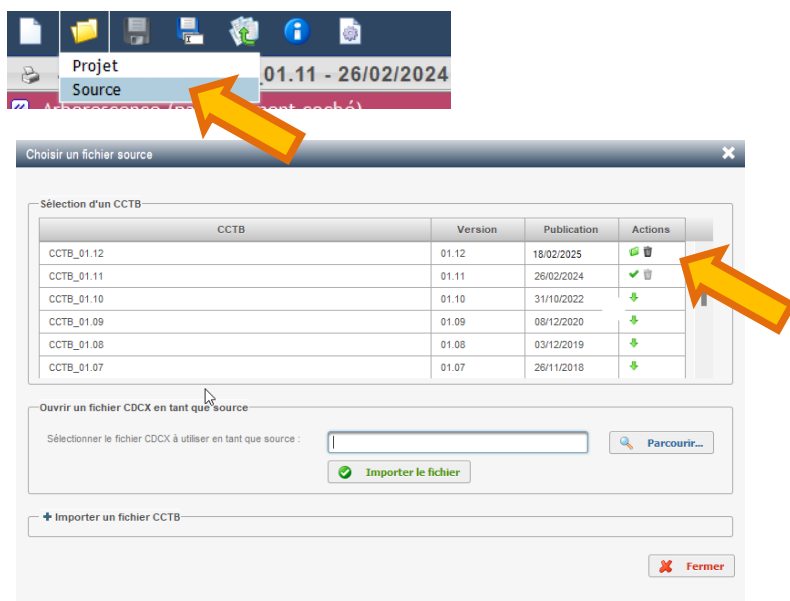 Projet
_01.11 - 26/02/2024
Source
Choisir un fichier source
Sélection d'un CCTB
CCTB Version Publication Actions
CCTB_01.12 01.12 18/02/2025
CCTB_01.11 01.11 26/02/2024
CCTB_01.10 01.10 31/10/2022
CCTB_01.09 01.09 08/12/2020
CCTB_01.08 01.08 03/12/2019
CCTB_01.07 01.07 26/11/2018
Ouvrir un fichier CDCX en tant que source
Sélectionner le fichier CDCX à utiliser en tant que source :
Parcourir...
Importer le fichier
Importer un fichier CCTB
Fermer